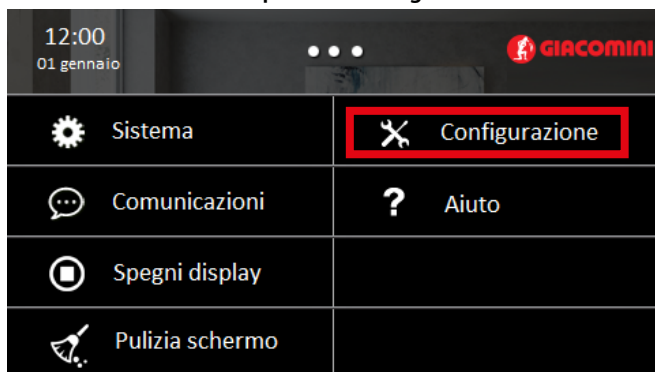 12:00
01 gennaio
GIACOMINI
Sistema
Configurazione
Comunicazioni
? Aiuto
Spegni display
Pulizia schermo